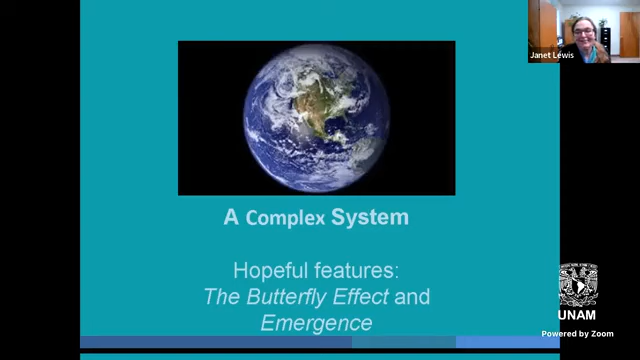 Janet Lewis
A Complex System
Hopeful features:
The Butterfly Effect and
Emergence
UNAM
Powered by Zoom